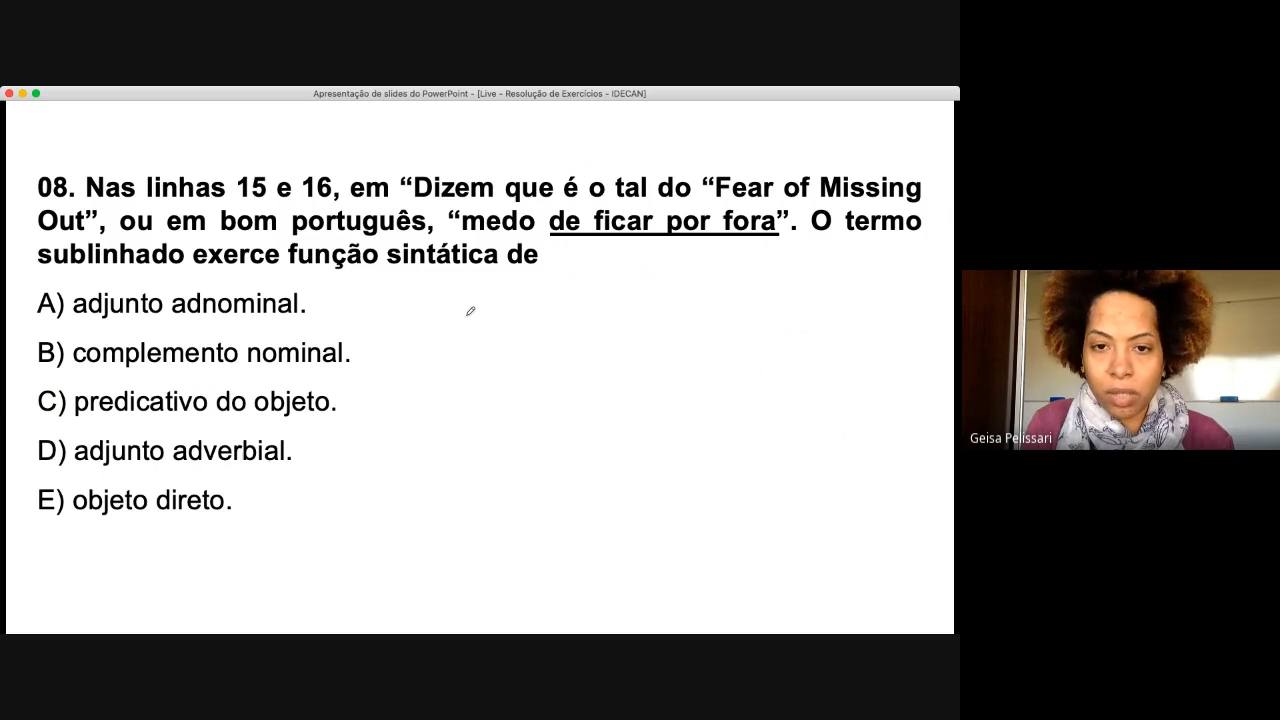 Apresentação de slides do PowerPoint - [Live - Resolução de Exercícios - IDECAN]
08. Nas linhas 15 e 16, em “Dizem que é o tal do “Fear of Missing
Out”, ou em bom português, “medo de ficar por fora”. O termo
sublinhado exerce função sintática de
A) adjunto adnominal.
B) complemento nominal.
C) predicativo do objeto.
D) adjunto adverbial.
E) objeto direto.
Geisa Pelissari